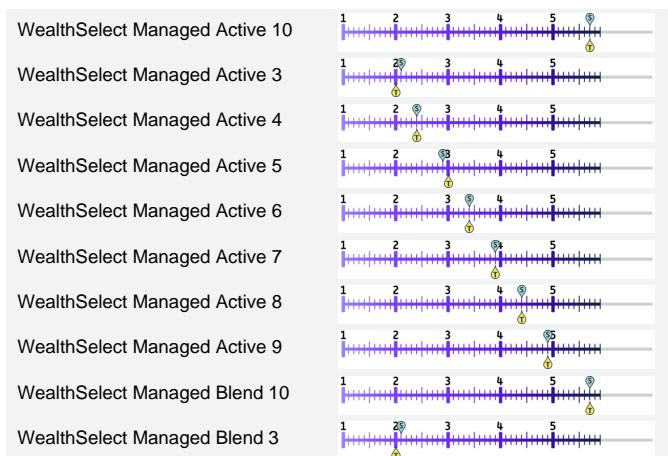 WealthSelect Managed Active 10 1 2 3 4 5 S T
WealthSelect Managed Active 3 1 2 3 4 5 S T
WealthSelect Managed Active 4 1 2 3 4 5 S T
WealthSelect Managed Active 5 1 2 3 4 5 S T
WealthSelect Managed Active 6 1 2 3 4 5 S T
WealthSelect Managed Active 7 1 2 3 4 5 S T
WealthSelect Managed Active 8 1 2 3 4 5 S T
WealthSelect Managed Active 9 1 2 3 4 5 S T
WealthSelect Managed Blend 10 1 2 3 4 5 S T
WealthSelect Managed Blend 3 1 2 3 4 5 S T